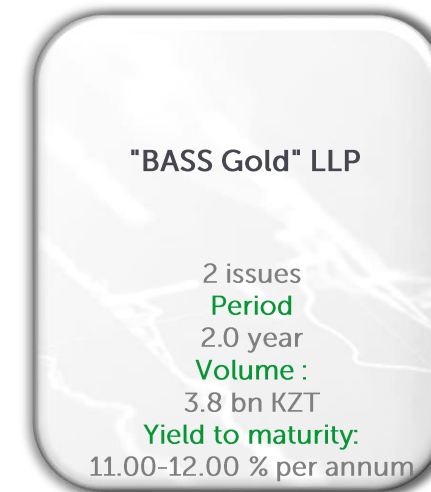 "BASS Gold" LLP
2 issues
Period
2.0 year
Volume :
3.8 bn KZT
Yield to maturity:
11.00-12.00 % per annum